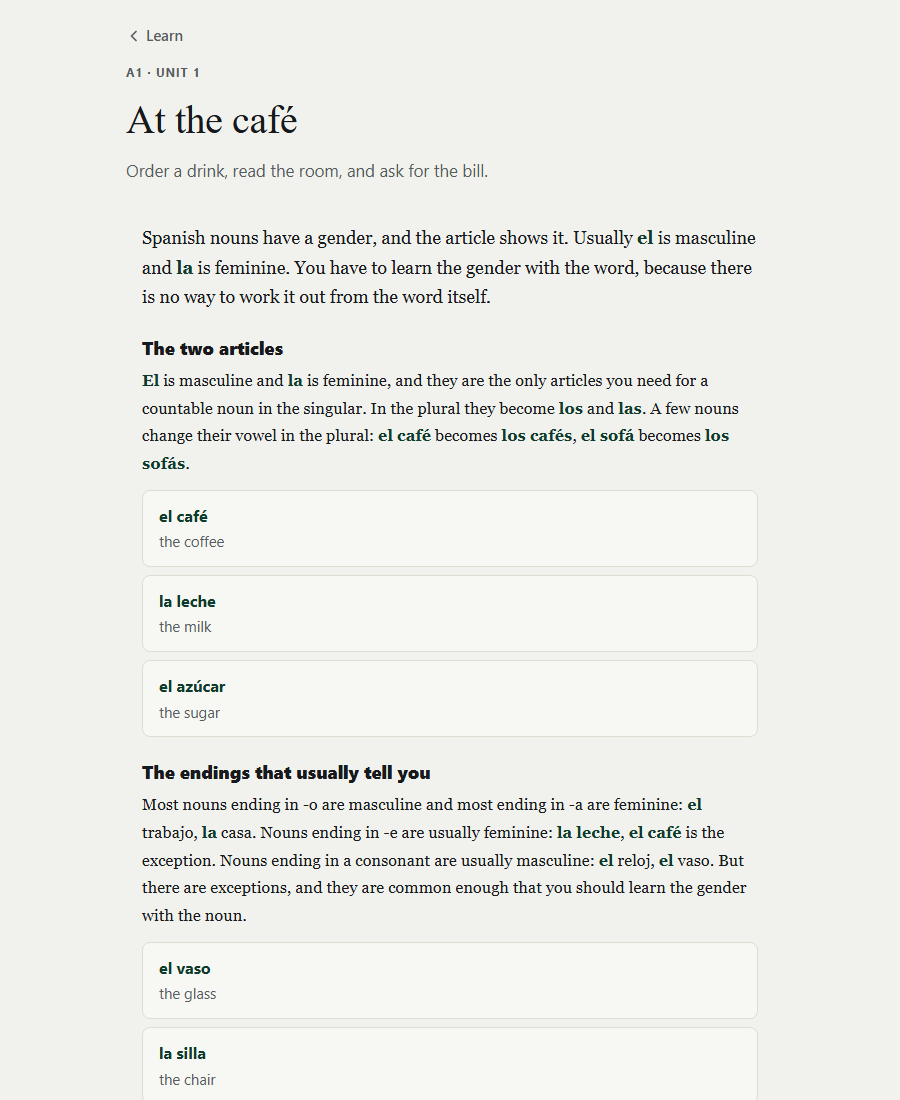 Learn
A1 · UNIT 1
At the café
Order a drink, read the room, and ask for the bill.
Spanish nouns have a gender, and the article shows it. Usually el is masculine
and la is feminine. You have to learn the gender with the word, because there
is no way to work it out from the word itself.
The two articles
El is masculine and la is feminine, and they are the only articles you need for a
countable noun in the singular. In the plural they become los and las. A few nouns
change their vowel in the plural: el café becomes los cafés, el sofá becomes los
sofás.
el café
the coffee
la leche
the milk
el azúcar
the sugar
The endings that usually tell you
Most nouns ending in -o are masculine and most ending in -a are feminine: el
trabajo, la casa. Nouns ending in -e are usually feminine: la leche, el café is the
exception. Nouns ending in a consonant are usually masculine: el reloj, el vaso. But
there are exceptions, and they are common enough that you should learn the gender
with the noun.
el vaso
the glass
la silla
the chair